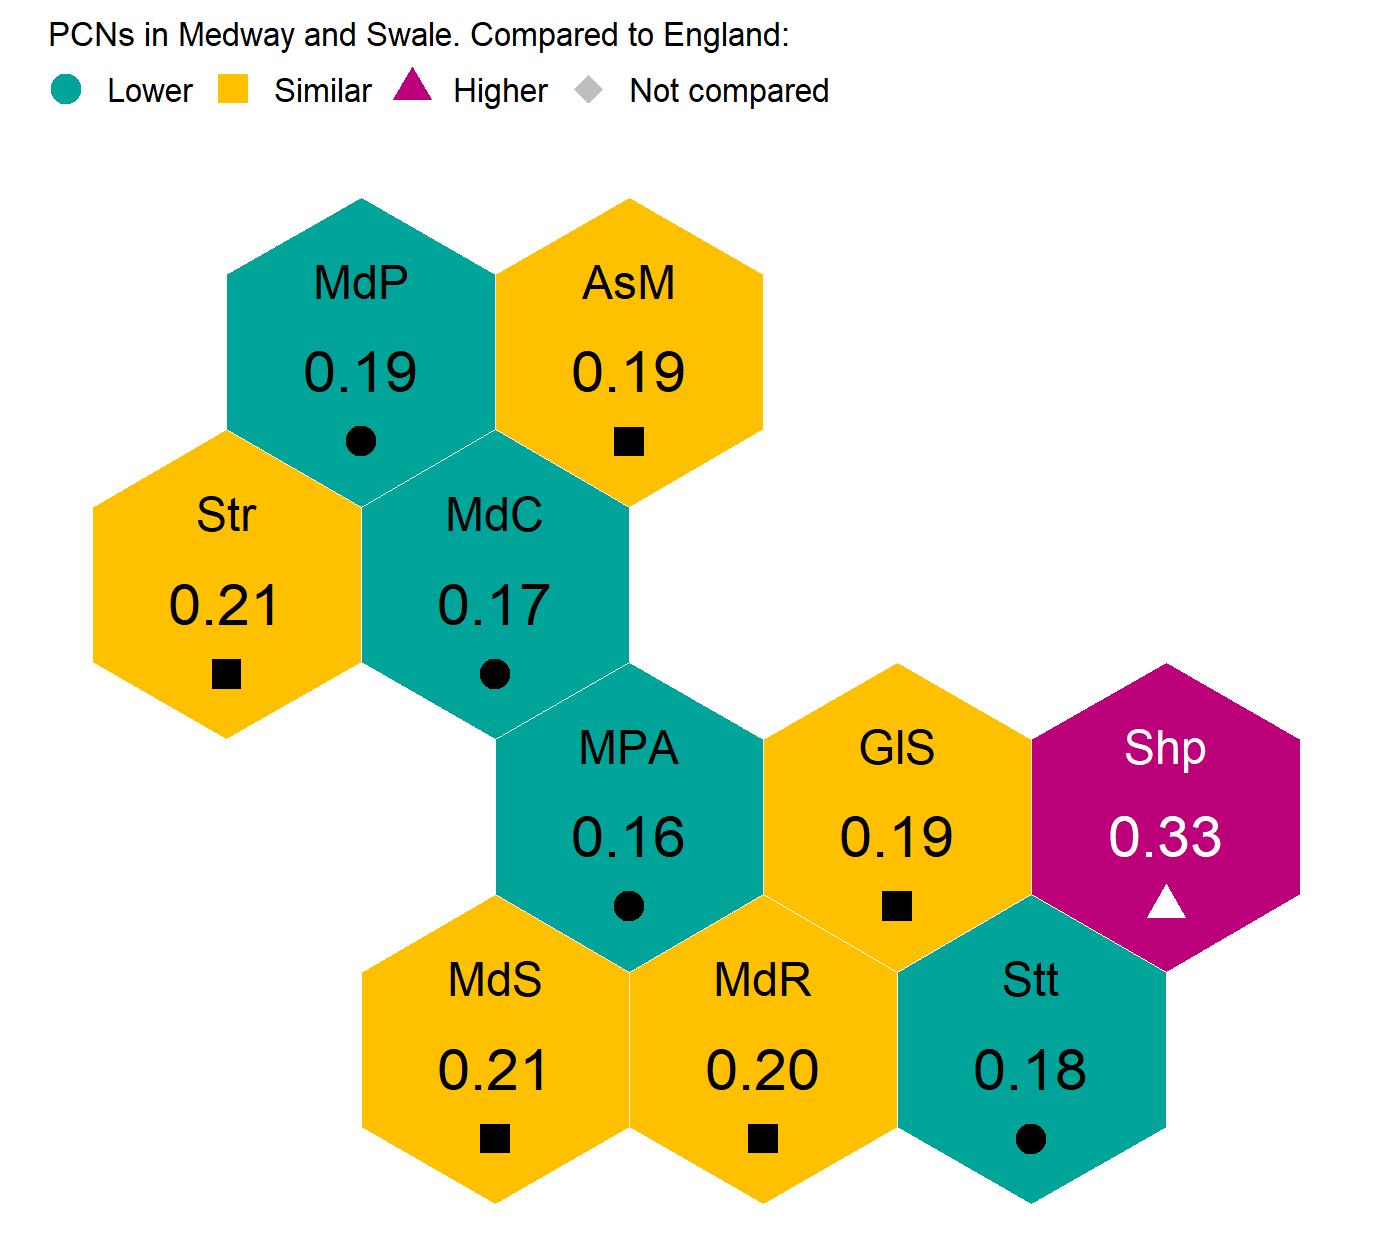 PCNs in Medway and Swale. Compared to England:
Lower Similar Higher Not compared
MdP AsM
0.19 0.19
Str MdC
0.21 0.17
MPA GlS Shp
0.16 0.19 0.33
MdS MdR Stt
0.21 0.20 0.18